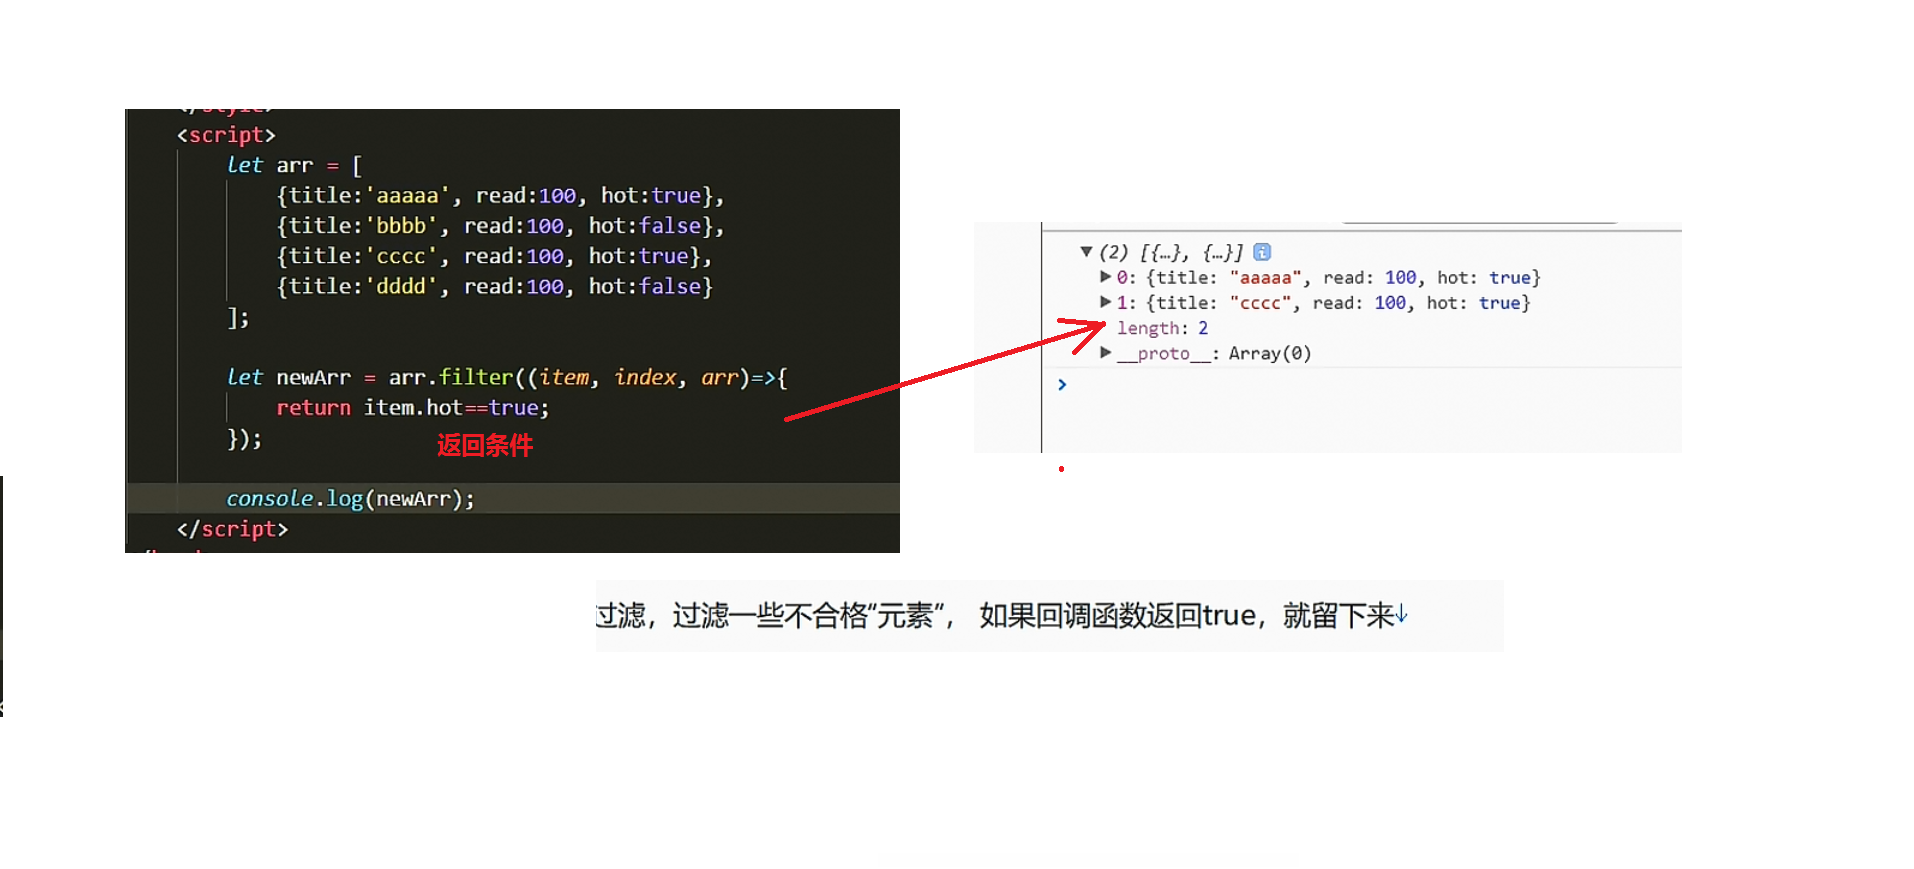 <script>
let arr = [
{title:'aaaaa', read:100, hot:true},
{title:'bbbb', read:100, hot:false},
{title:'cccc', read:100, hot:true},
{title:'dddd', read:100, hot:false}
];
let newArr = arr.filter((item, index, arr)=>{
return item.hot==true;
});
返回条件
console.log(newArr);
</script>
(2) [{…}, {…}]
0: {title: "aaaaa", read: 100, hot: true}
1: {title: "cccc", read: 100, hot: true}
length: 2
__proto__: Array(0)
过滤，过滤一些不合格“元素”， 如果回调函数返回true，就留下来↓